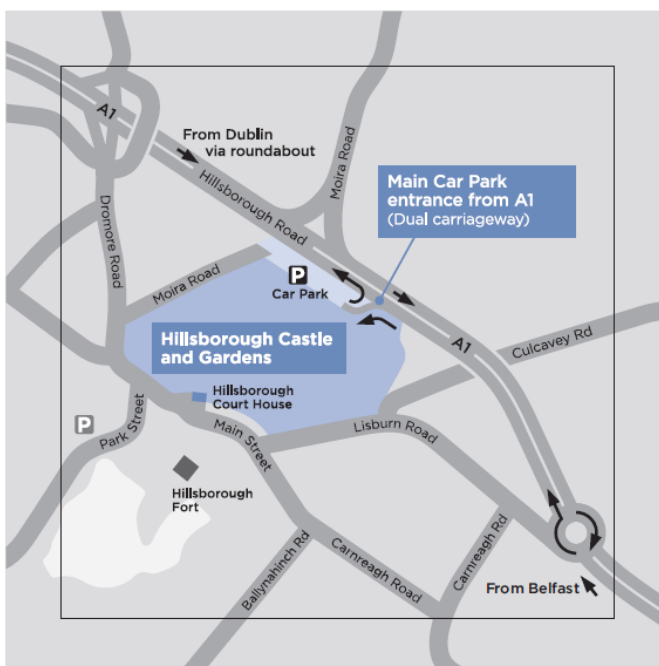 A1
From Dublin
via roundabout
Hillsborough Road
Moira Road
Main Car Park
entrance from A1
(Dual carriageway)
Dromore Road
Moira Road
P
Car Park
A1
Culcavey Rd
Hillsborough Castle
and Gardens
Hillsborough
Court House
P
Park Street
Main Street
Lisburn Road
Hillsborough
Fort
Ballynahinch Rd
Carnreagh Road
Carnreagh Rd
From Belfast